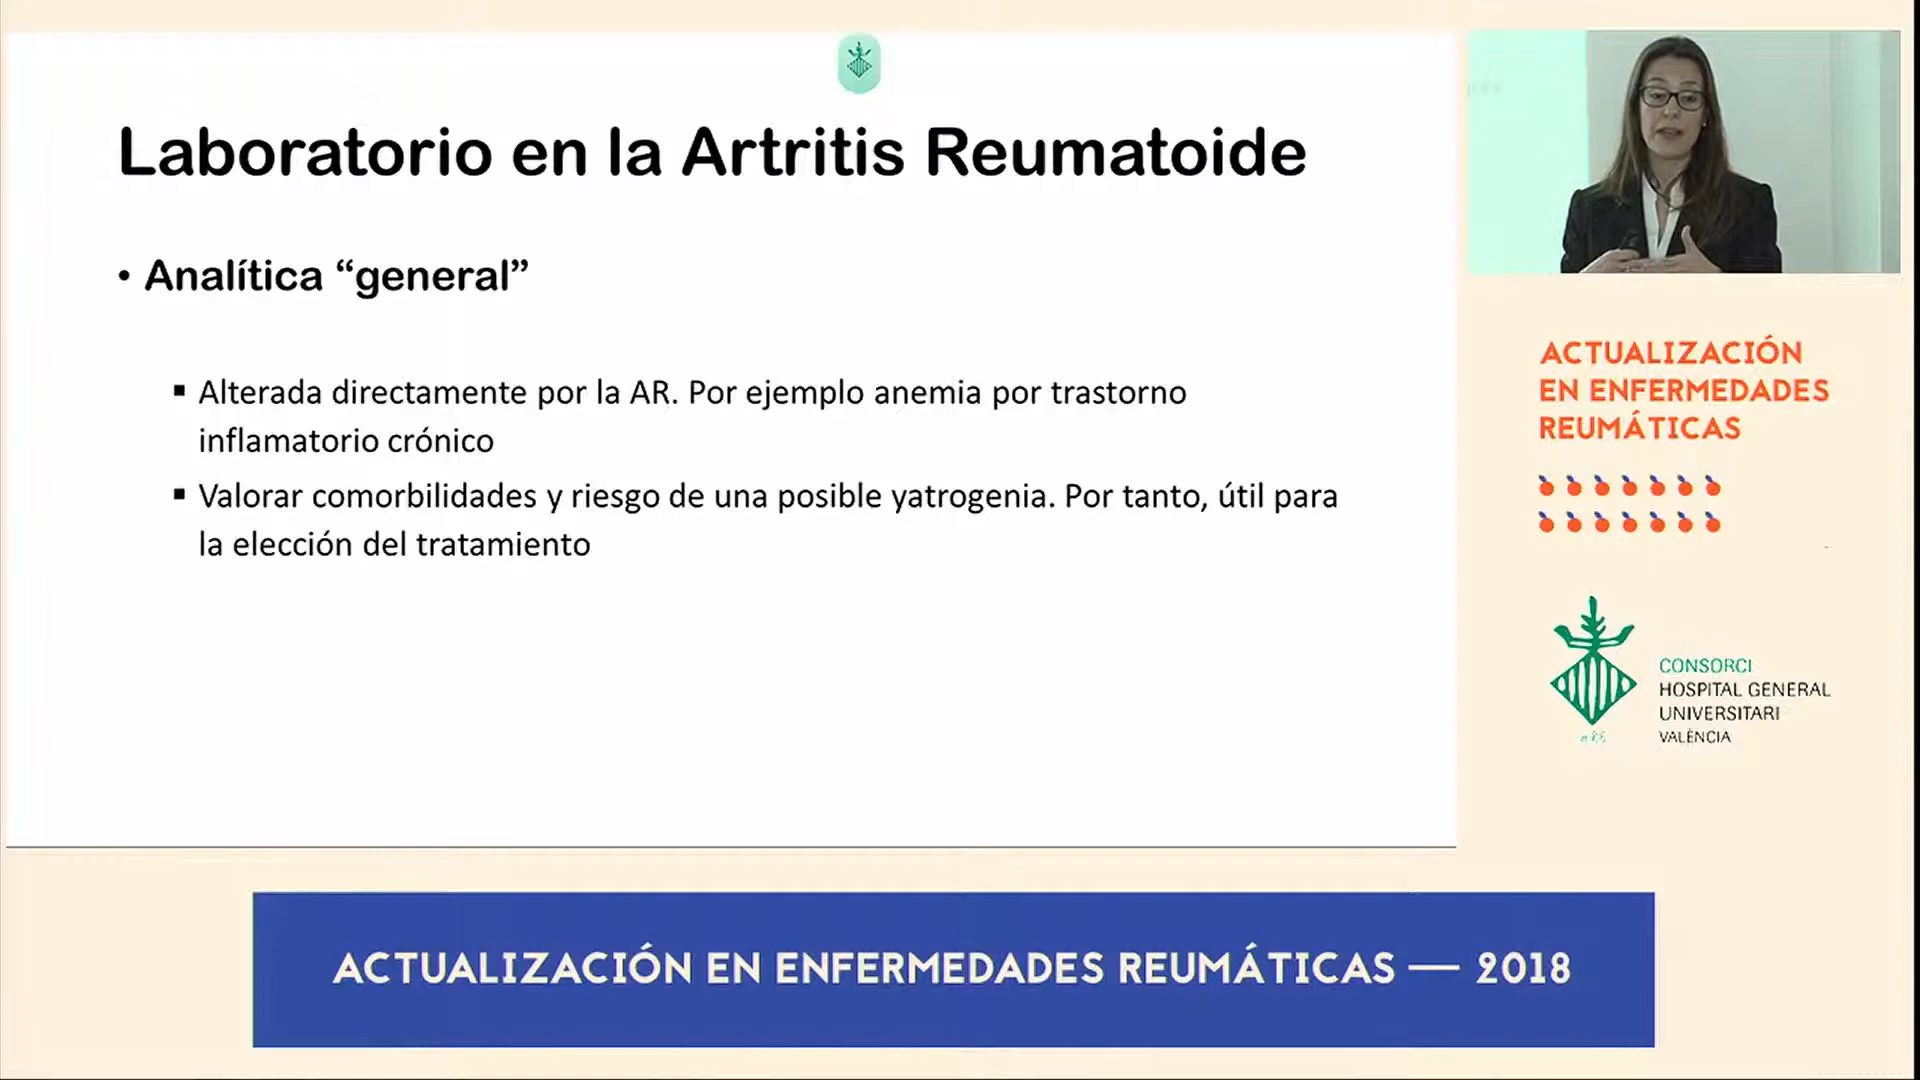 Laboratorio en la Artritis Reumatoide
• Analítica “general”
▪ Alterada directamente por la AR. Por ejemplo anemia por trastorno
inflamatorio crónico
▪ Valorar comorbilidades y riesgo de una posible yatrogenia. Por tanto, útil para
la elección del tratamiento
ACTUALIZACIÓN
EN ENFERMEDADES
REUMÁTICAS
CONSORCI
HOSPITAL GENERAL
UNIVERSITARI
VALÈNCIA
ACTUALIZACIÓN EN ENFERMEDADES REUMÁTICAS — 2018